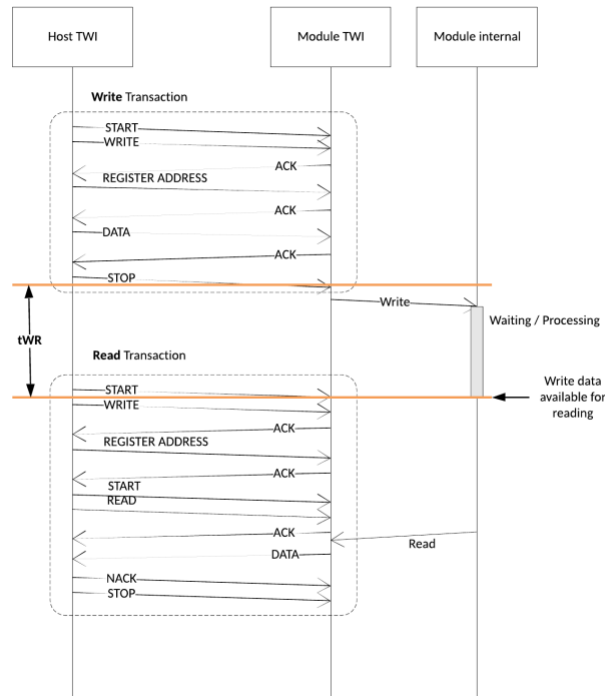 Host TWI
Module TWI
Module internal
Write Transaction
START
WRITE
ACK
REGISTER ADDRESS
ACK
DATA
ACK
STOP
Write
Waiting / Processing
tWR
Read Transaction
START
WRITE
Write data
available for
reading
ACK
REGISTER ADDRESS
ACK
START
READ
ACK
Read
DATA
NACK
STOP